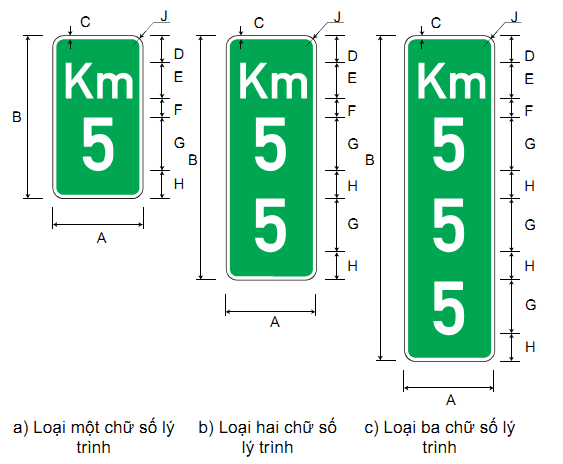 C
J
D
E
F
G
H
B
A
Km
5
C
J
D
E
F
G
H
G
H
B
A
Km
5
5
C
J
D
E
F
G
H
G
H
G
H
B
A
Km
5
5
5
a) Loại một chữ số lý
trình
b) Loại hai chữ số
lý trình
c) Loại ba chữ số lý
trình